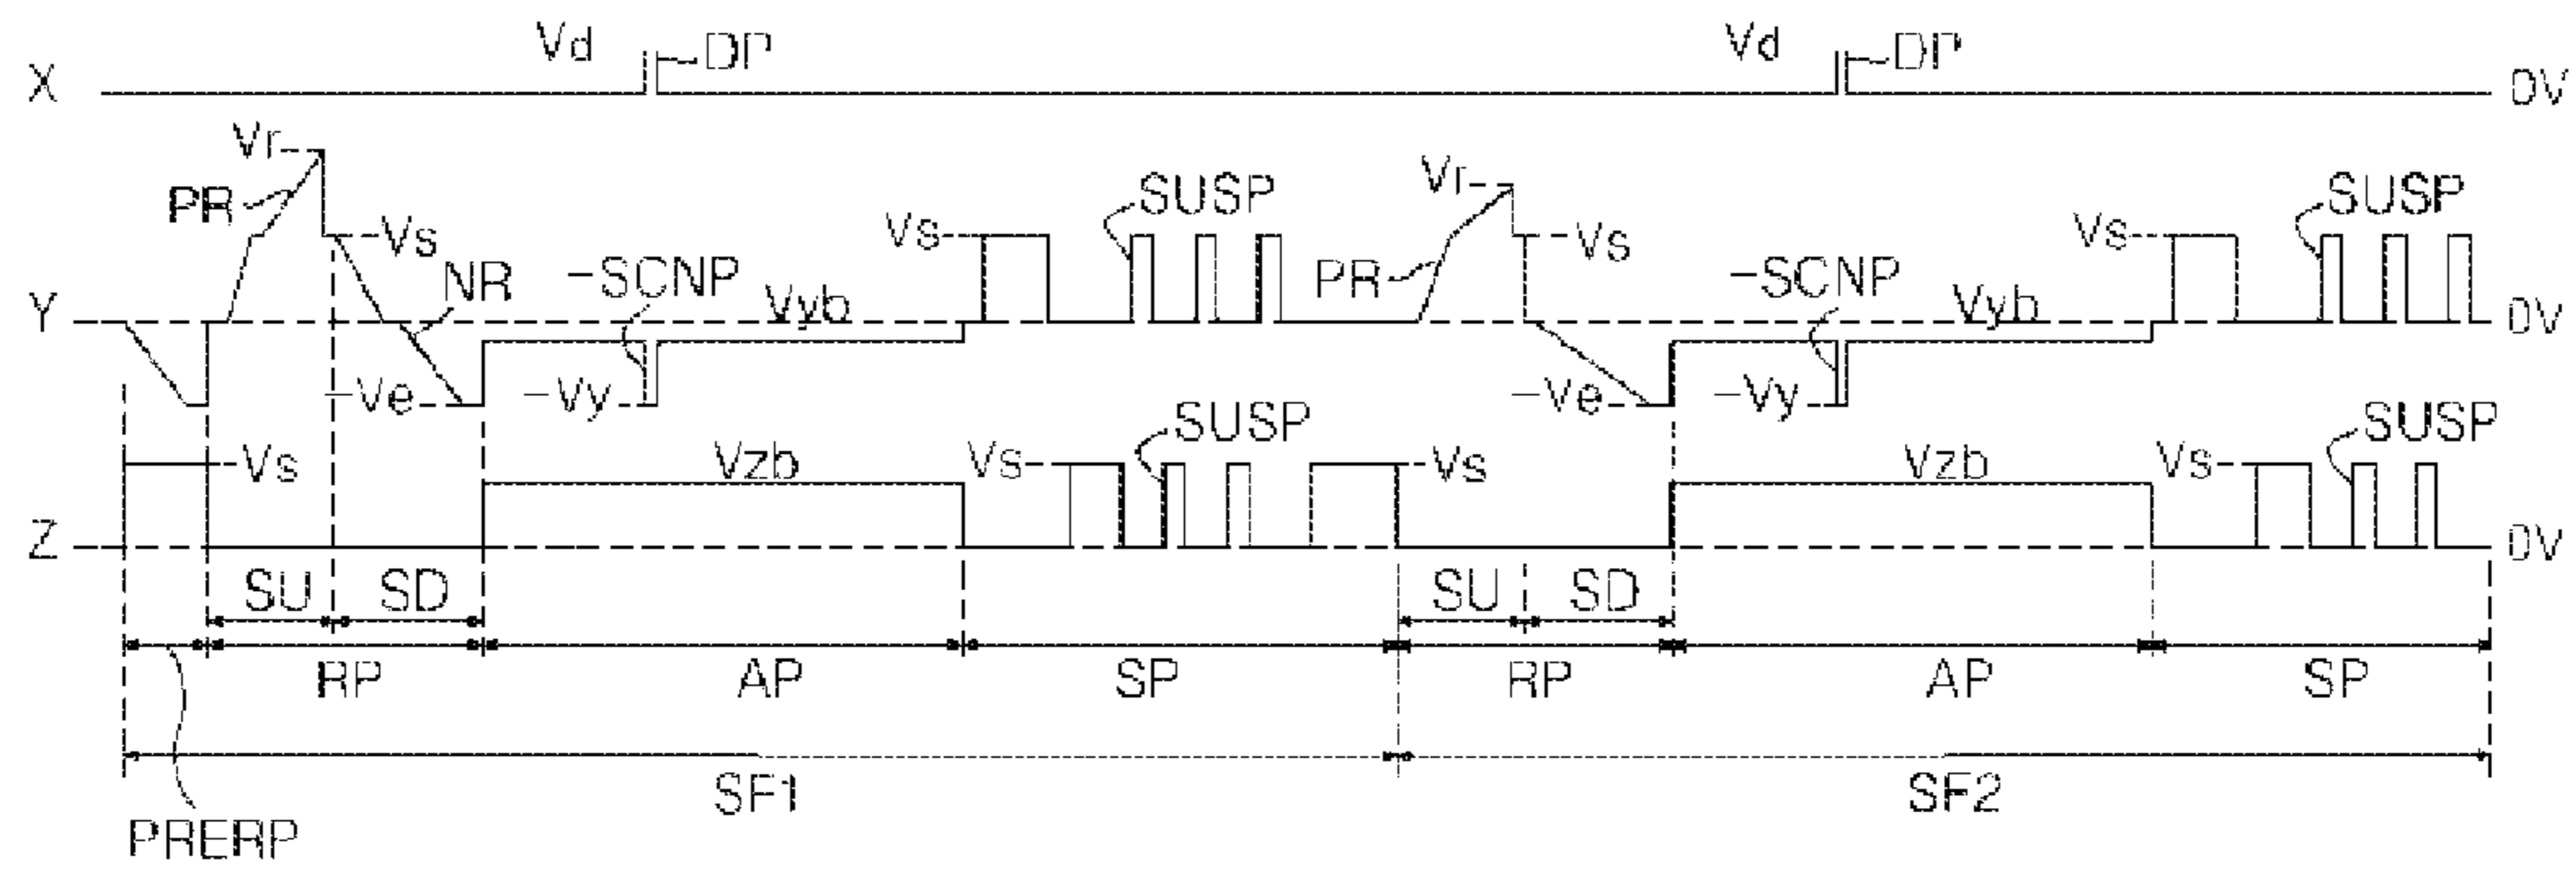 Vd DP Vd DP
X 0V
Vr Vr
PR Vs Vs SUSP PR Vs Vs SUSP
NR -SCNP Vyb -SCNP Vyb
Y 0V
-Ve -Vy -Ve -Vy
Vs Vzb Vs SUSP Vs Vzb Vs SUSP
Z 0V
SU SD SU SD
RP AP SP RP AP SP
SF1 SF2
PRERP